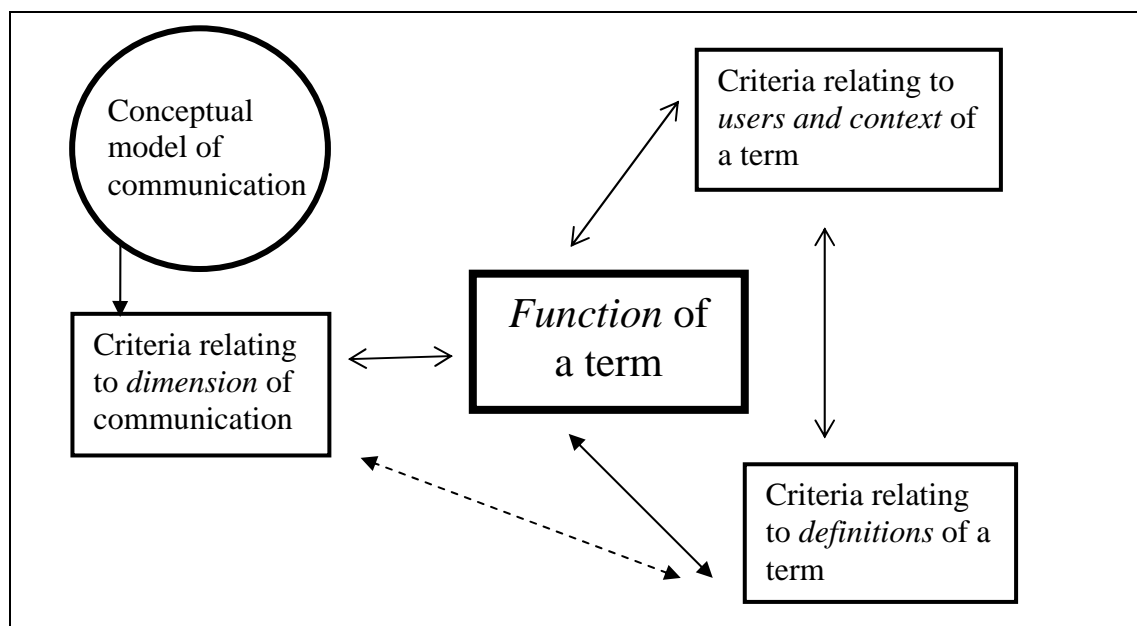 Conceptual
model of
communication
Criteria relating to
users and context of
a term
Function of
a term
Criteria relating
to dimension of
communication
Criteria relating
to definitions of a
term